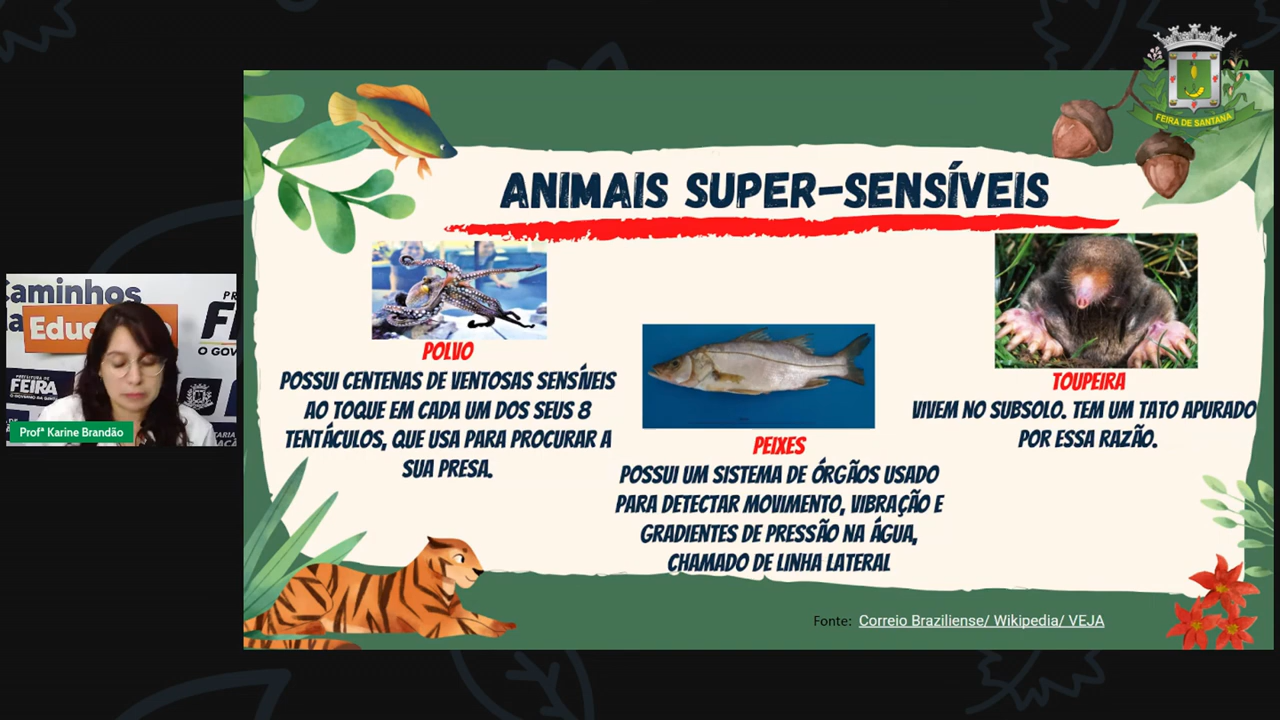 FEIRA DE SANTANA
ANIMAIS SUPER-SENSÍVEIS
POLVO
POSSUI CENTENAS DE VENTOSAS SENSÍVEIS
AO TOQUE EM CADA UM DOS SEUS 8
TENTÁCULOS, QUE USA PARA PROCURAR A
SUA PRESA.
PEIXES
POSSUI UM SISTEMA DE ÓRGÃOS USADO
PARA DETECTAR MOVIMENTO, VIBRAÇÃO E
GRADIENTES DE PRESSÃO NA ÁGUA,
CHAMADO DE LINHA LATERAL
TOUPEIRA
VIVEM NO SUBSOLO. TEM UM TATO APURADO
POR ESSA RAZÃO.
Fonte: Correio Braziliense/ Wikipedia/ VEJA
aminhos
Educ
O GOV
FEIRA
Profª Karine Brandão